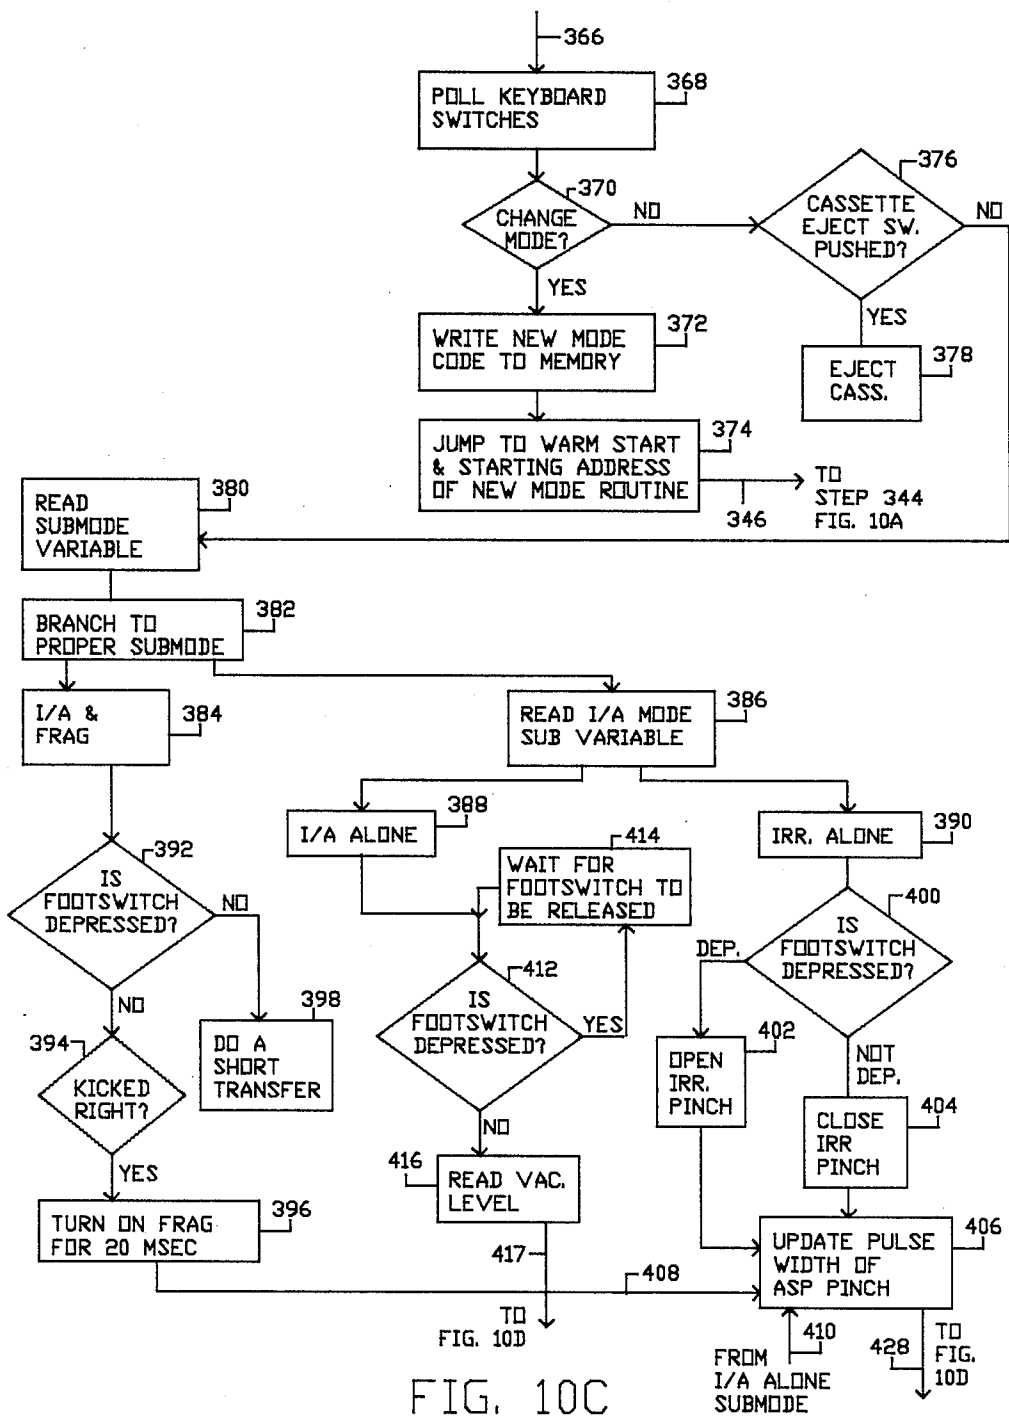 366
POLL KEYBOARD
SWITCHES
368
370
CHANGE
MODE?
NO
376
CASSETTE
EJECT SW.
PUSHED?
NO
YES
YES
WRITE NEW MODE
CODE TO MEMORY
372
EJECT
CASS.
378
JUMP TO WARM START
& STARTING ADDRESS
OF NEW MODE ROUTINE
374
346
TO
STEP 344
FIG. 10A
READ
SUBMODE
VARIABLE
380
BRANCH TO
PROPER SUBMODE
382
I/A &
FRAG
384
READ I/A MODE
SUB VARIABLE
386
I/A ALONE
388
IRR. ALONE
390
392
IS
FOOTSWITCH
DEPRESSED?
NO
NO
414
WAIT FOR
FOOTSWITCH TO
BE RELEASED
400
IS
FOOTSWITCH
DEPRESSED?
DEP.
NOT
DEP.
412
IS
FOOTSWITCH
DEPRESSED?
YES
NO
394
KICKED
RIGHT?
YES
398
DO A
SHORT
TRANSFER
402
OPEN
IRR.
PINCH
404
CLOSE
IRR
PINCH
416
READ VAC.
LEVEL
417
TURN ON FRAG
FOR 20 MSEC
396
408
UPDATE PULSE
WIDTH OF
ASP PINCH
406
TO
FIG. 10D
410
FROM
I/A ALONE
SUBMODE
428
TO
FIG.
10D
FIG. 10C